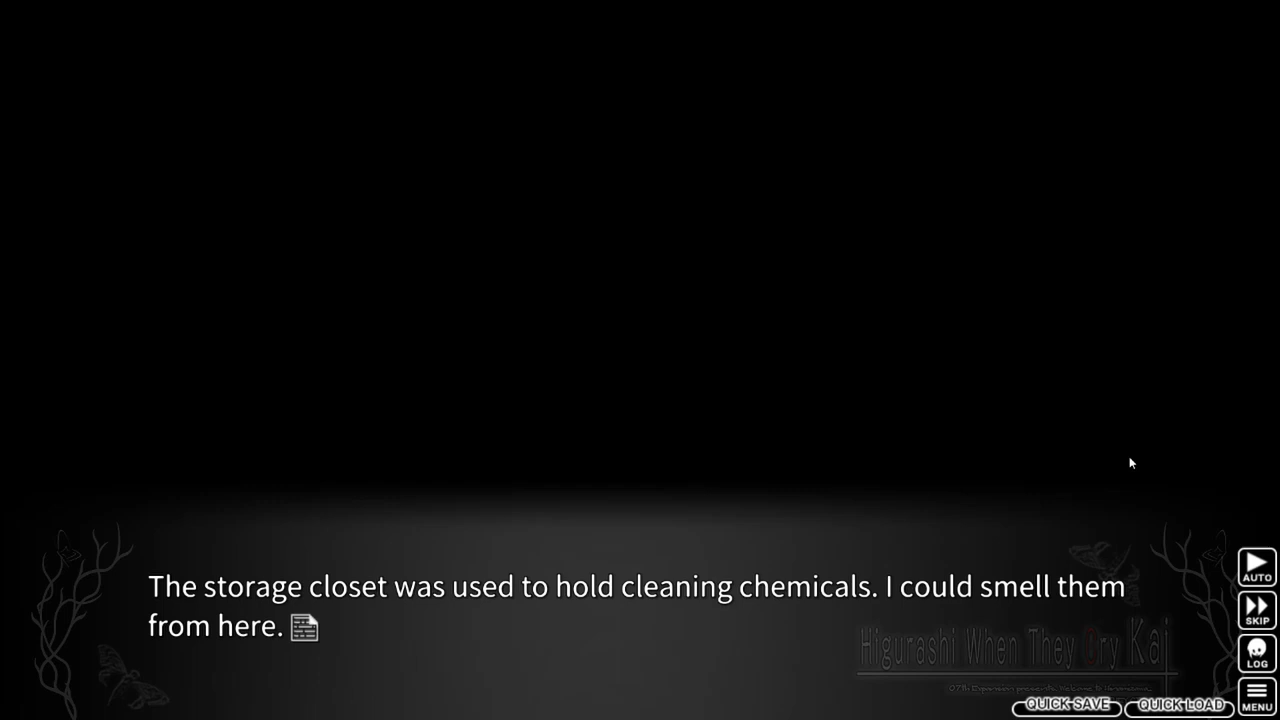 The storage closet was used to hold cleaning chemicals. I could smell them
from here.
Higurashi When They Cry Kai
AUTO
SKIP
LOG
MENU
QUICK SAVE
QUICK LOAD